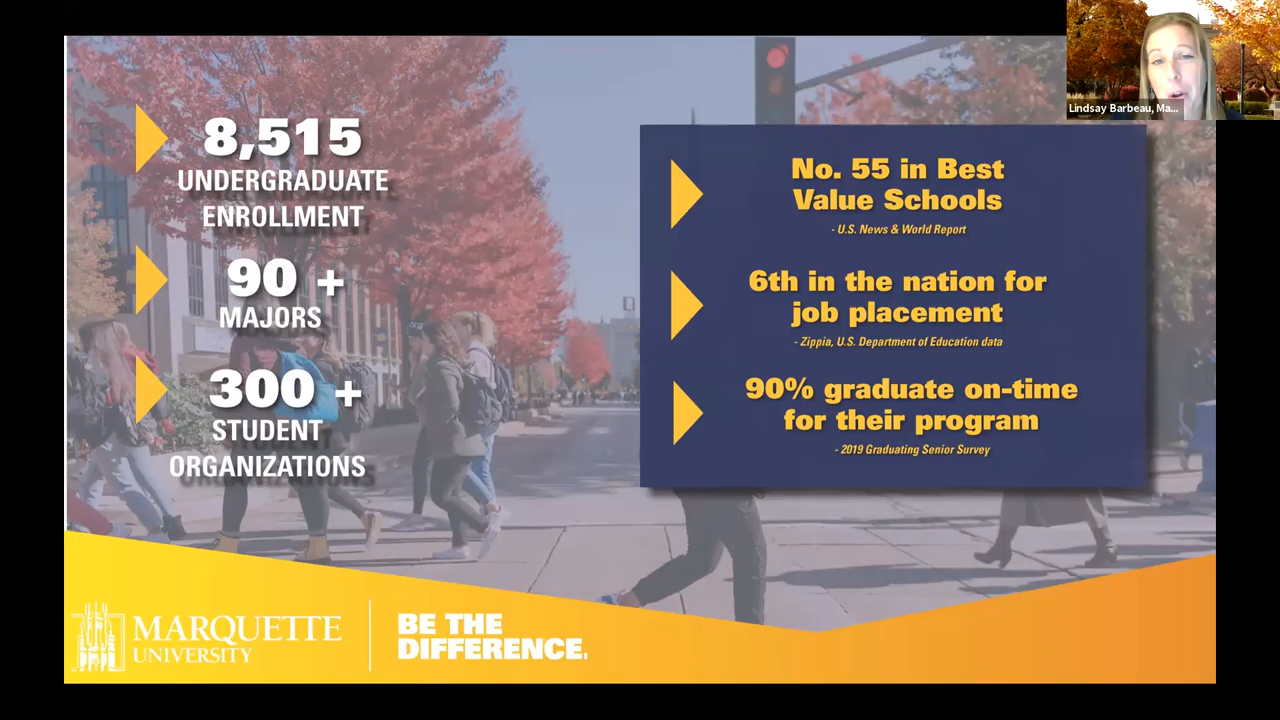 Lindsay Barbeau, Ma...
8,515
UNDERGRADUATE
ENROLLMENT
90 +
MAJORS
300 +
STUDENT
ORGANIZATIONS
No. 55 in Best
Value Schools
- U.S. News & World Report
6th in the nation for
job placement
- Zippia, U.S. Department of Education data
90% graduate on-time
for their program
- 2019 Graduating Senior Survey
MARQUETTE
UNIVERSITY
BE THE
DIFFERENCE.